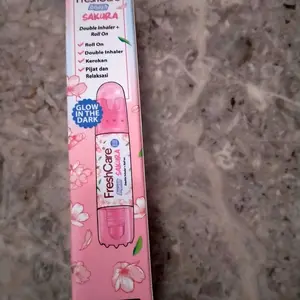 FreshCare
SAKURA
Double Inhaler +
Roll On
Roll On
Double Inhaler
Kerokan
Pijat dan
Relaksasi
GLOW
IN THE
DARK
FreshCare
SAKURA